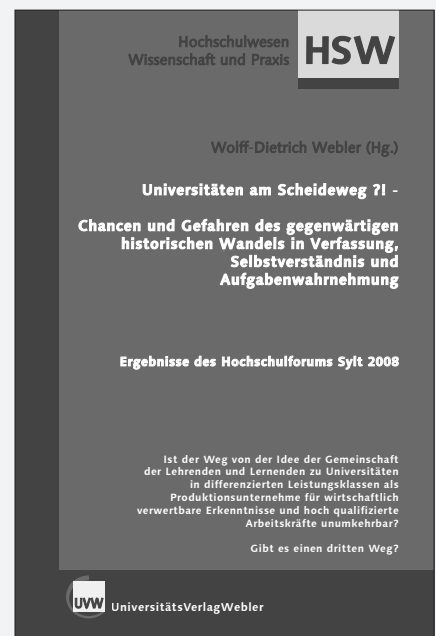 Hochschulwesen
Wissenschaft und Praxis
HSW
Wolff-Dietrich Webler (Hg.)
Universitäten am Scheideweg ?! -
Chancen und Gefahren des gegenwärtigen
historischen Wandels in Verfassung,
Selbstverständnis und
Aufgabenwahrnehmung
Ergebnisse des Hochschulforums Sylt 2008
Ist der Weg von der Idee der Gemeinschaft
der Lehrenden und Lernenden zu Universitäten
in differenzierten Leistungsklassen als
Produktionsunternehme für wirtschaftlich
verwertbare Erkenntnisse und hoch qualifizierte
Arbeitskräfte unumkehrbar?
Gibt es einen dritten Weg?
UVW
UniversitätsVerlagWebler